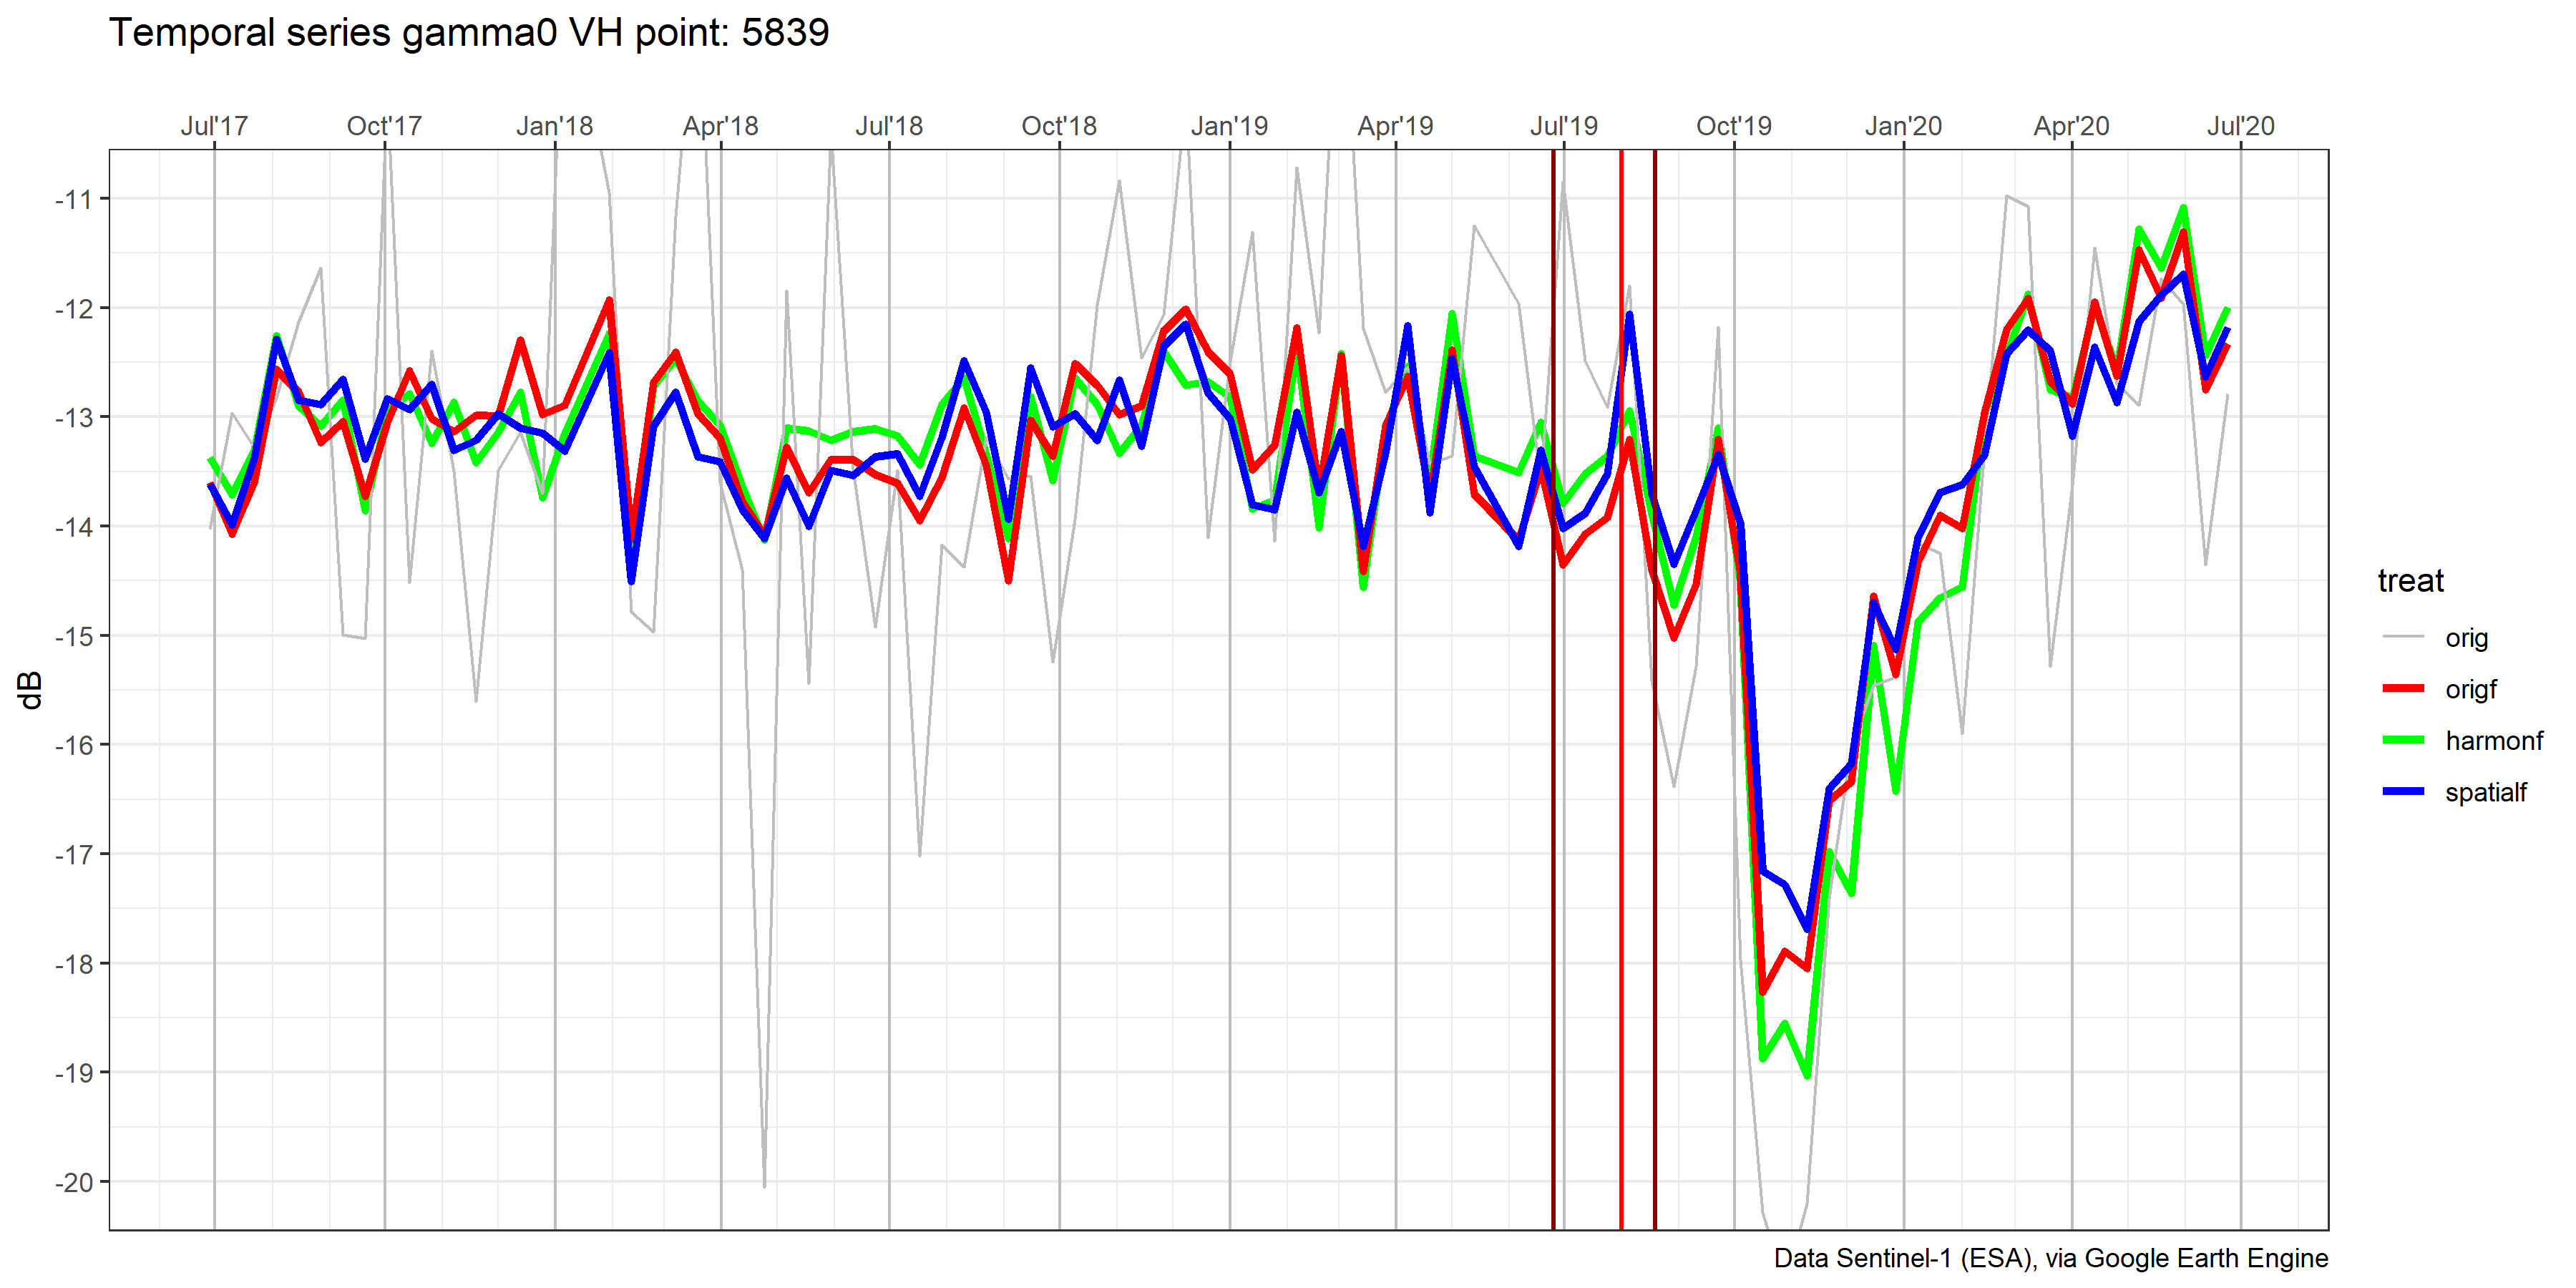 Temporal series gamma0 VH point: 5839
Jul'17 Oct'17 Jan'18 Apr'18 Jul'18 Oct'18 Jan'19 Apr'19 Jul'19 Oct'19 Jan'20 Apr'20 Jul'20
-11
-12
-13
-14
-15
-16
-17
-18
-19
-20
dB
treat
orig
origf
harmonf
spatialf
Data Sentinel-1 (ESA), via Google Earth Engine